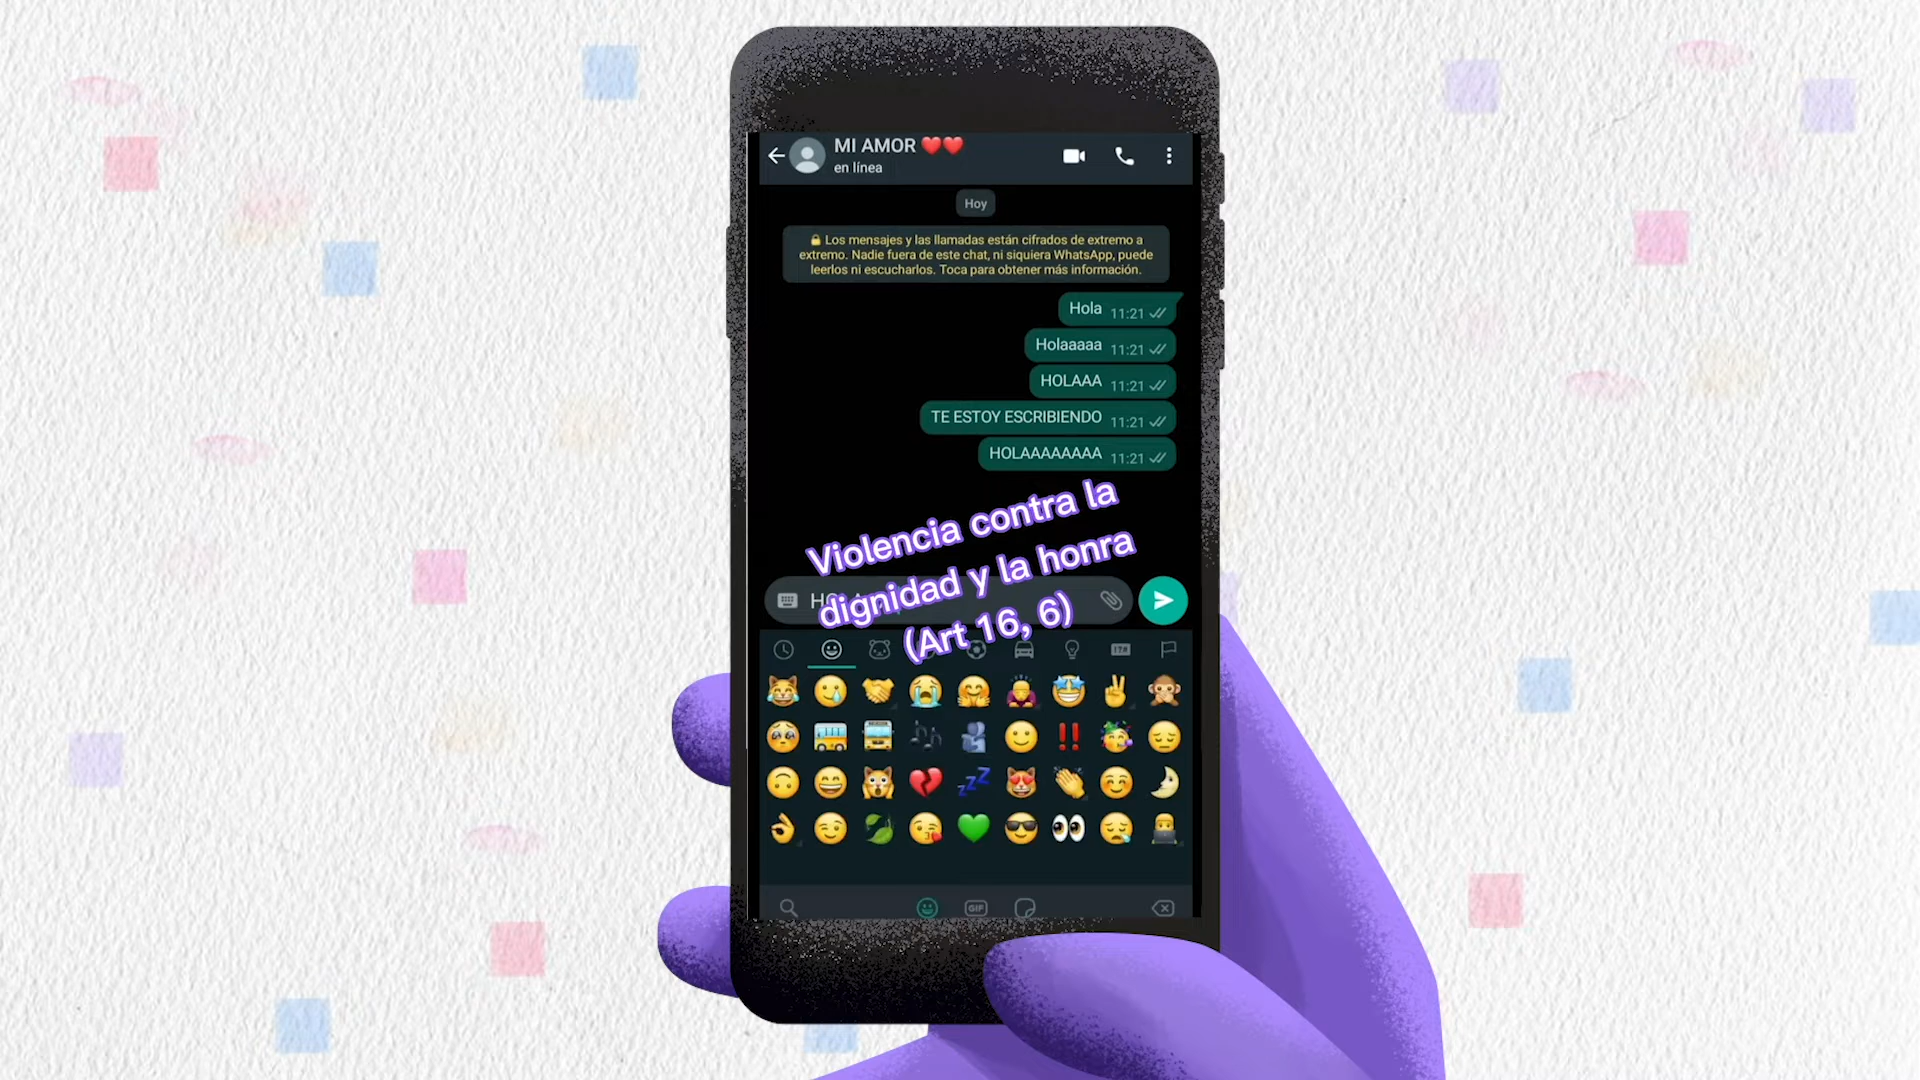 MI AMOR ❤️❤️
en línea
Hoy
🔒 Los mensajes y las llamadas están cifrados de extremo a
extremo. Nadie fuera de este chat, ni siquiera WhatsApp, puede
leerlos ni escucharlos. Toca para obtener más información.
Hola 11:21
Holaaaaa 11:21
HOLAAA 11:21
TE ESTOY ESCRIBIENDO 11:21
HOLAAAAAAAA 11:21
Violencia contra la
dignidad y la honra
(Art 16, 6)
GIF